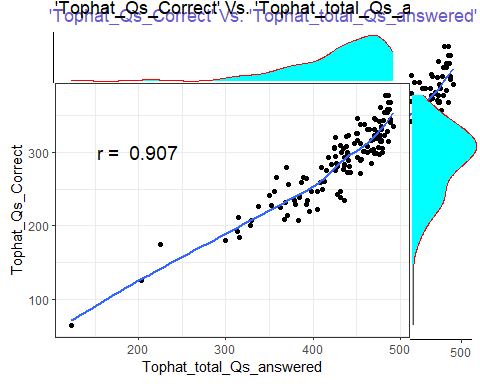 'Tophat_Qs_Correct' Vs. 'Tophat_total_Qs_a
'Tophat_Qs_Correct' Vs. 'Tophat_total_Qs_answered'
r = 0.907
Tophat_Qs_Correct
300
200
100
200
300
400
500
500
Tophat_total_Qs_answered